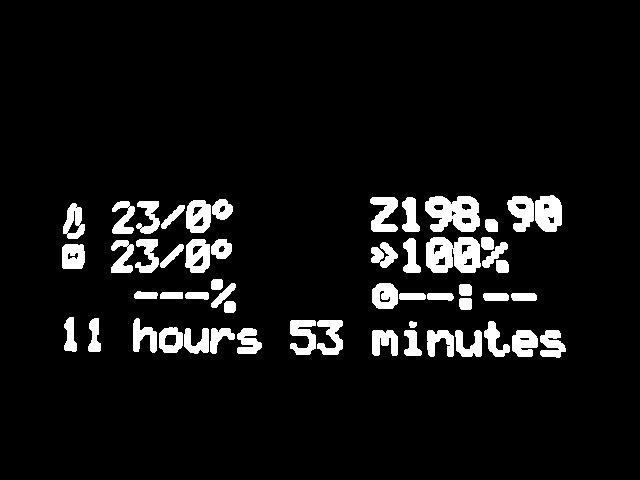 23/0° Z198.90
23/0° »100%
---% --:--
11 hours 53 minutes